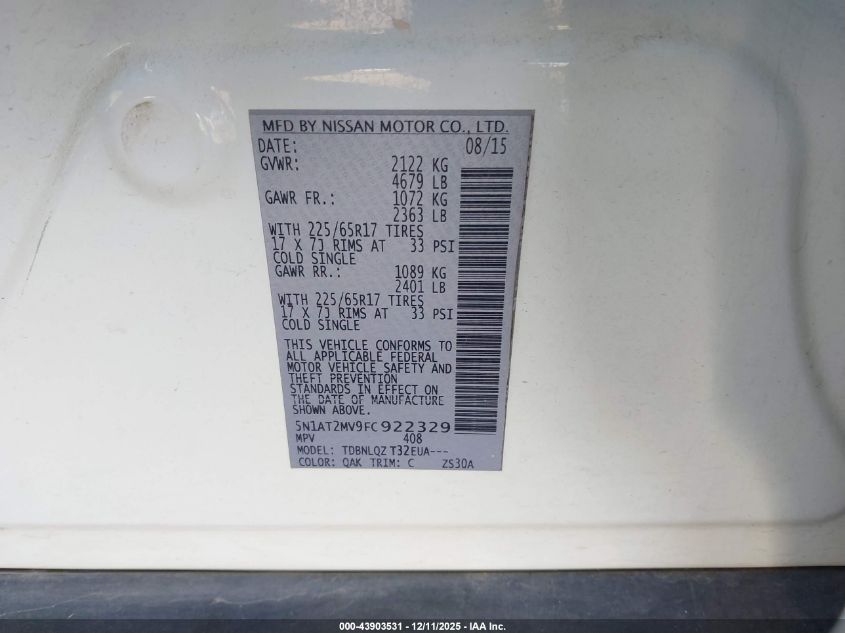 MFD BY NISSAN MOTOR CO., LTD.
DATE: 08/15
GVWR: 2122 KG
4679 LB
GAWR FR.: 1072 KG
2363 LB
WITH 225/65R17 TIRES
17 X 7J RIMS AT 33 PSI
COLD SINGLE
GAWR RR.: 1089 KG
2401 LB
WITH 225/65R17 TIRES
17 X 7J RIMS AT 33 PSI
COLD SINGLE
THIS VEHICLE CONFORMS TO
ALL APPLICABLE FEDERAL
MOTOR VEHICLE SAFETY AND
THEFT PREVENTION
STANDARDS IN EFFECT ON
THE DATE OF MANUFACTURE
SHOWN ABOVE.
5N1AT2MV9FC922329
MPV 408
MODEL: TDBNLQZ T32EUA---
COLOR: QAK TRIM: C ZS30A
000-43903531 - 12/11/2025 - IAA Inc.